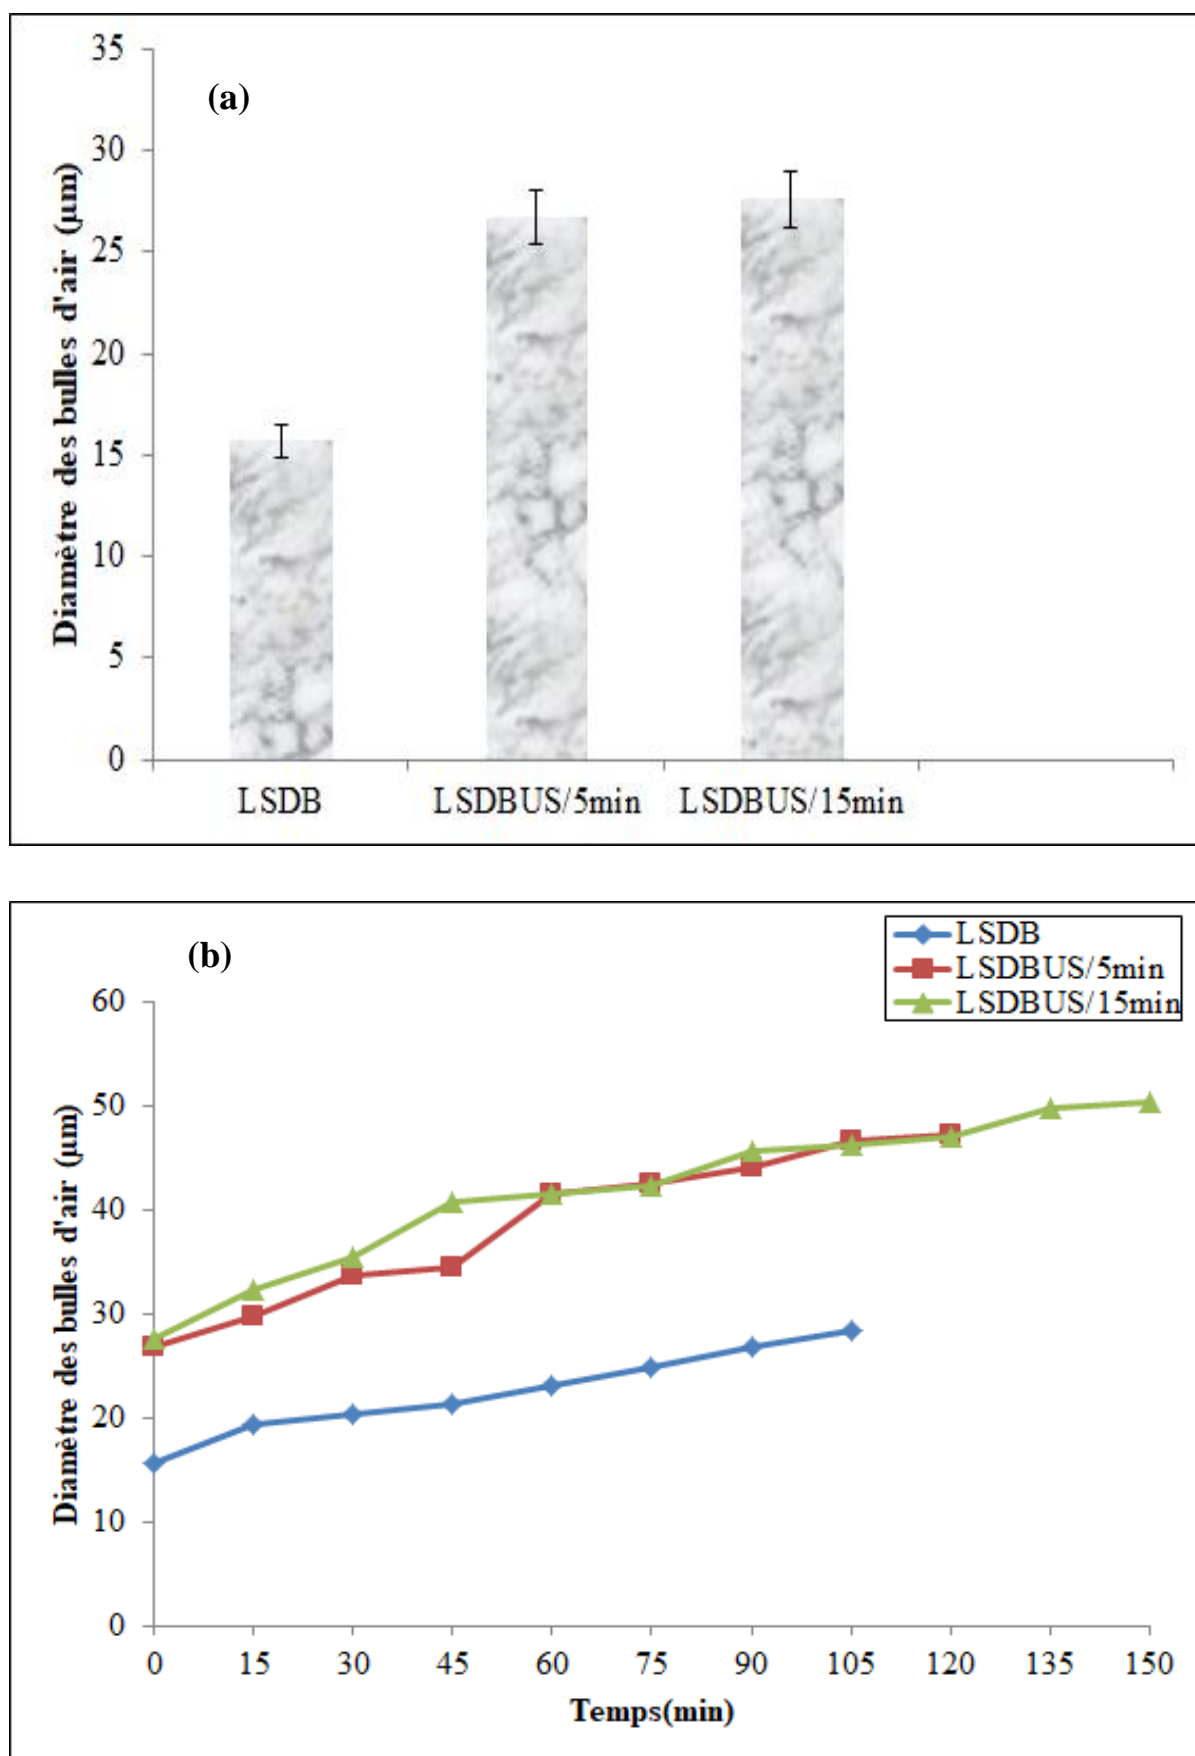 (a)
Diamètre des bulles d'air (µm)
35
30
25
20
15
10
5
0
LSDB LSDBUS/5min LSDBUS/15min
(b)
LSDB
LSDBUS/5min
LSDBUS/15min
Diamètre des bulles d'air (µm)
60
50
40
30
20
10
0
0 15 30 45 60 75 90 105 120 135 150
Temps(min)